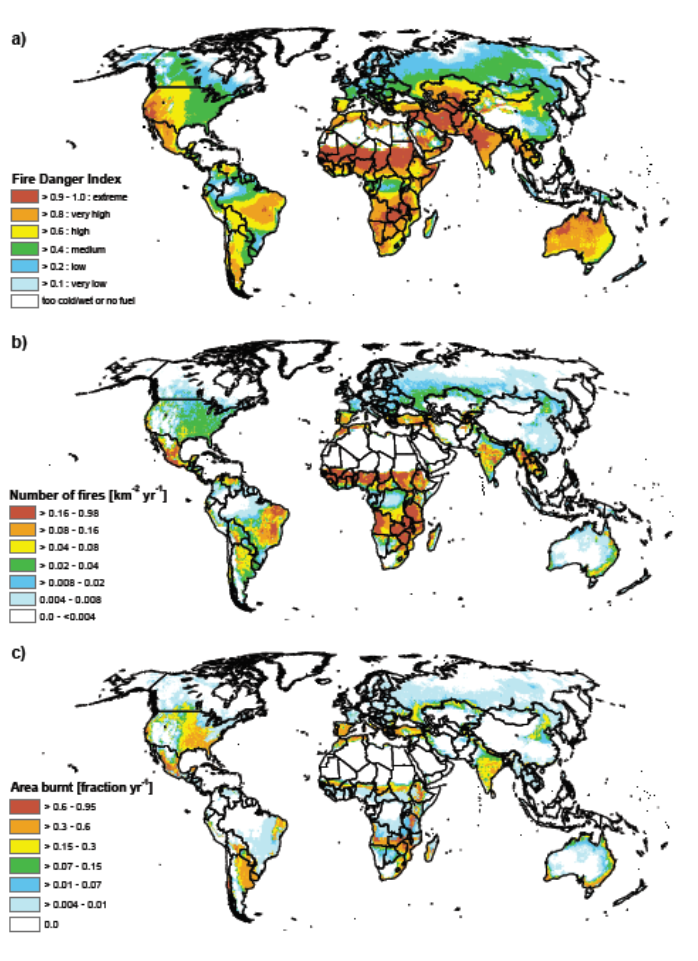 a)
Fire Danger Index
> 0.9 - 1.0 : extreme
> 0.8 : very high
> 0.6 : high
> 0.4 : medium
> 0.2 : low
> 0.1 : very low
too cold/wet or no fuel
b)
Number of fires [km⁻² yr⁻¹]
> 0.16 - 0.98
> 0.08 - 0.16
> 0.04 - 0.08
> 0.02 - 0.04
> 0.008 - 0.02
0.004 - 0.008
0.0 - <0.004
c)
Area burnt [fraction yr⁻¹]
> 0.6 - 0.95
> 0.3 - 0.6
> 0.15 - 0.3
> 0.07 - 0.15
> 0.01 - 0.07
> 0.004 - 0.01
0.0